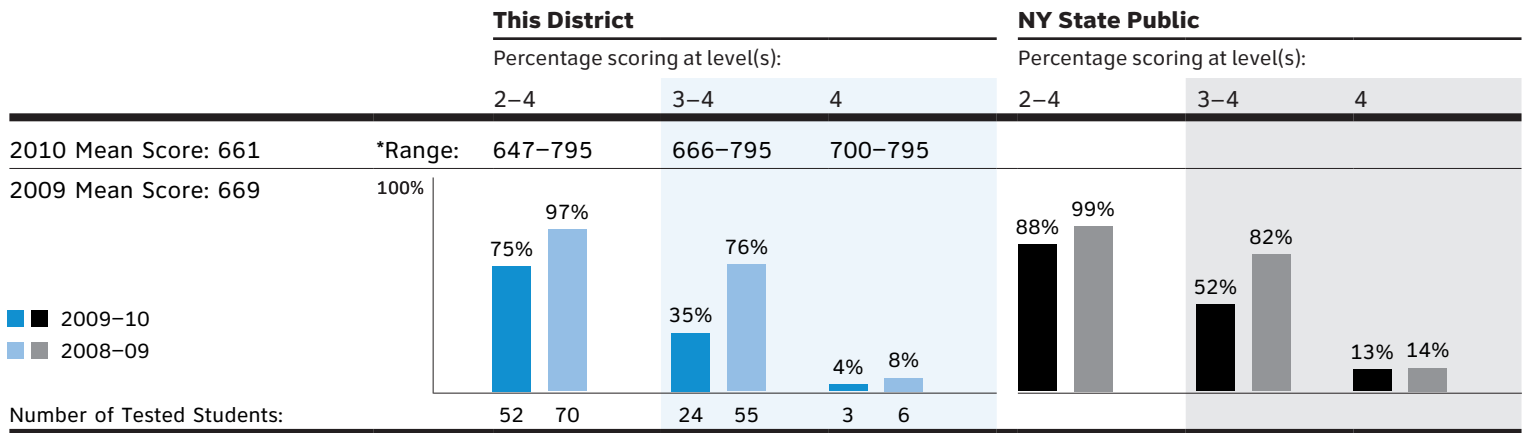 This District NY State Public
Percentage scoring at level(s): Percentage scoring at level(s):
2–4 3–4 4 2–4 3–4 4
2010 Mean Score: 661 *Range: 647–795 666–795 700–795
2009 Mean Score: 669 100%
97% 99%
75% 76% 88% 82%
35% 52%
4% 8% 13% 14%
2009–10
2008–09
Number of Tested Students: 52 70 24 55 3 6